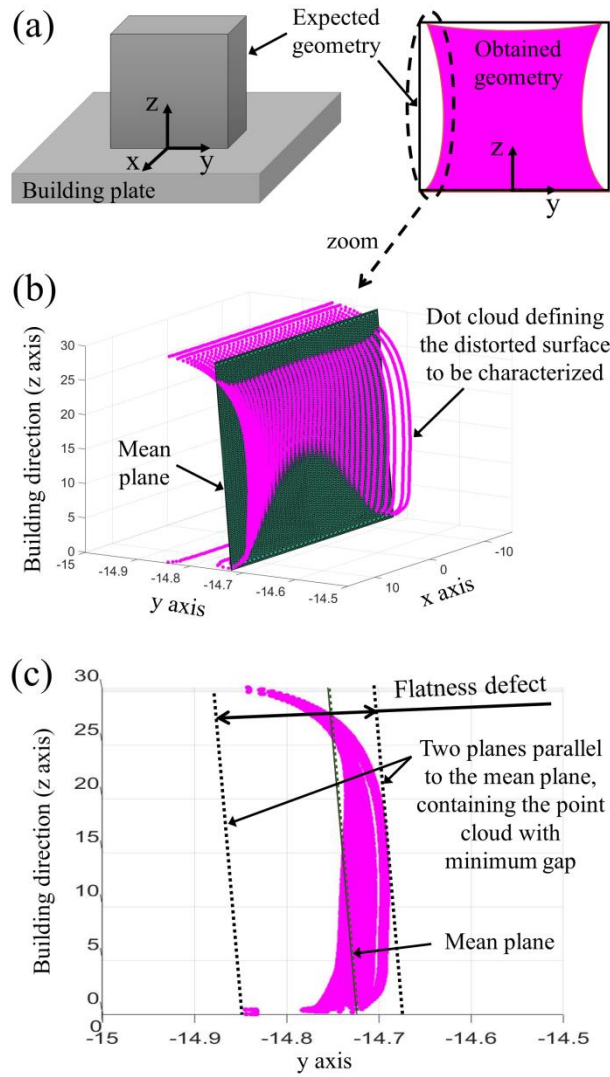 (a)
Expected
geometry
Obtained
geometry
z
x
y
Building plate
z
y
zoom
(b)
Building direction (z axis)
30
25
20
15
10
5
0
-15
-14.9
-14.8
-14.7
-14.6
-14.5
y axis
10
0
-10
x axis
Mean
plane
Dot cloud defining
the distorted surface
to be characterized
(c)
Building direction (z axis)
30
25
20
15
10
5
0
0
-15
-14.9
-14.8
-14.7
-14.6
-14.5
y axis
Flatness defect
Two planes parallel
to the mean plane,
containing the point
cloud with
minimum gap
Mean plane